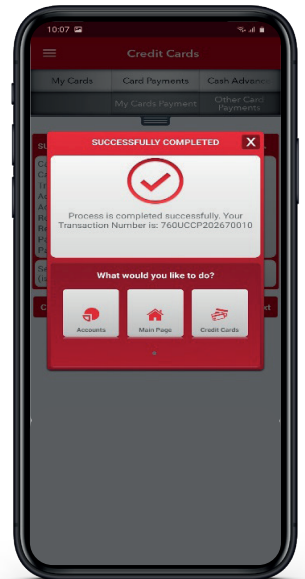 10:07
Credit Cards
My Cards Card Payments Cash Advance
My Cards Payment Other Card Payments
SUCCESSFULLY COMPLETED X
Process is completed successfully. Your
Transaction Number is: 760UCCP202670010
What would you like to do?
Accounts Main Page Credit Cards